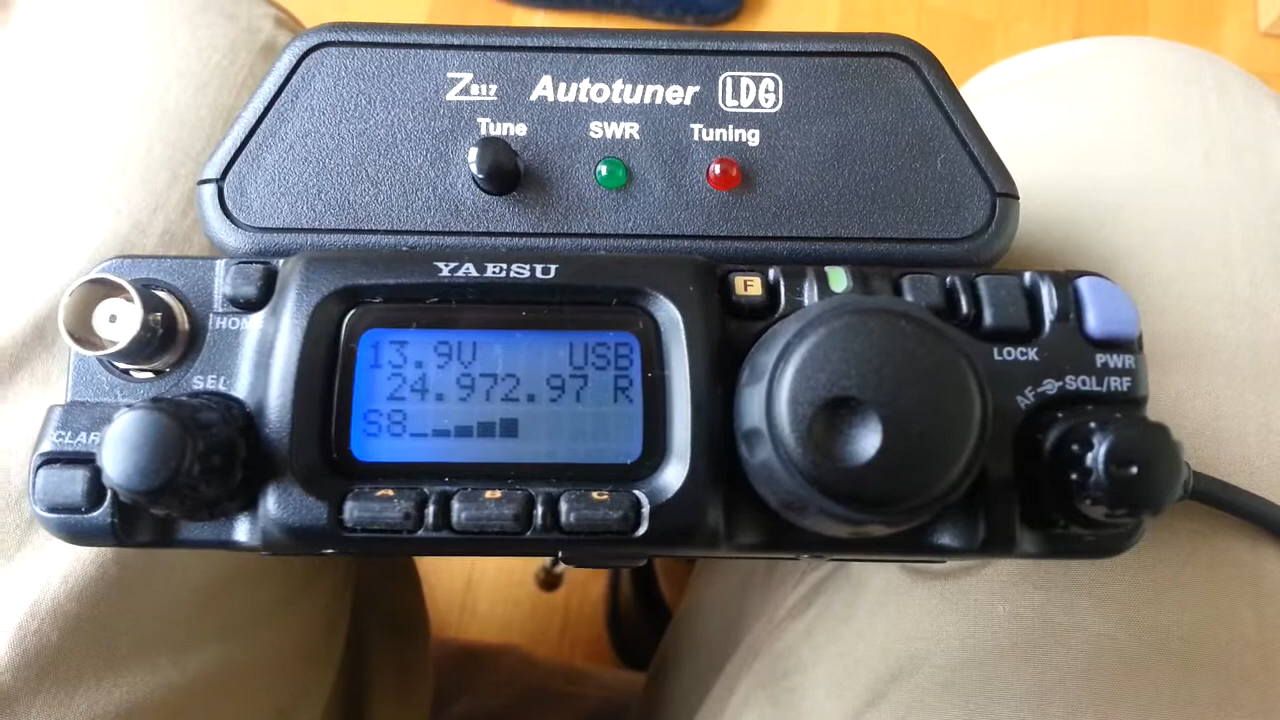 Z817 Autotuner LDG
Tune SWR Tuning
YAESU
F
HOME
13.9V USB
24.972.97 R
S8
SEL
CLAR
A B C
LOCK
PWR
AF SQL/RF